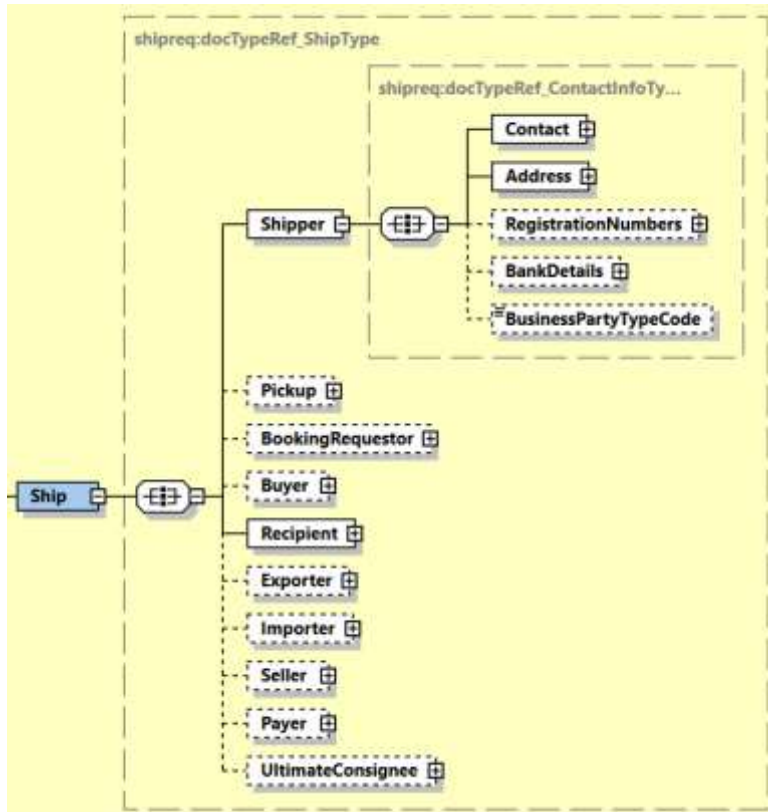 shipreq:docTypeRef_ShipType
shipreq:docTypeRef_ContactInfoTy...
Contact
Address
Shipper
RegistrationNumbers
BankDetails
BusinessPartyTypeCode
Pickup
BookingRequestor
Buyer
Ship
Recipient
Exporter
Importer
Seller
Payer
UltimateConsignee